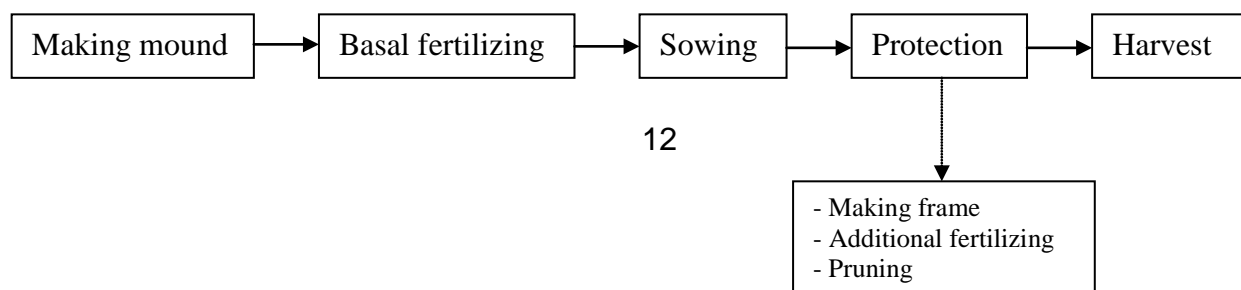 Making mound
Basal fertilizing
Sowing
Protection
Harvest
12
- Making frame
- Additional fertilizing
- Pruning